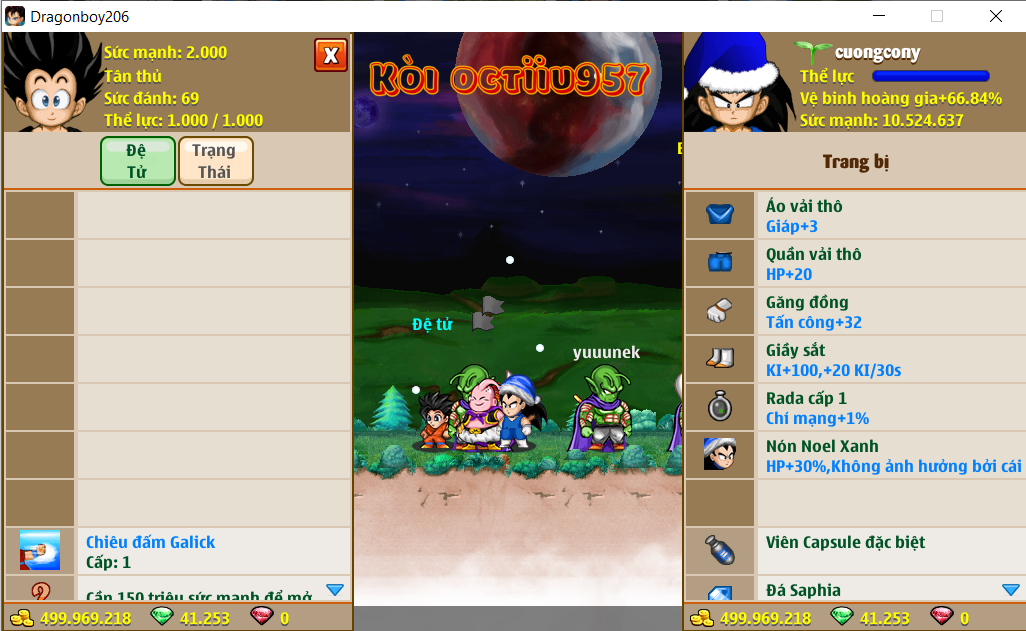 Dragonboy206
Sức mạnh: 2.000
Tân thủ
Sức đánh: 69
Thể lực: 1.000 / 1.000
X
Đệ
Tử
Trạng
Thái
Chiêu đấm Galick
Cấp: 1
Cần 150 triệu sức mạnh để mở
499.969.218
41.253
0
Kòi octiiu957
Đệ tử
yuuunek
cuongcony
Thể lực
Vệ binh hoàng gia+66.84%
Sức mạnh: 10.524.637
Trang bị
Áo vải thô
Giáp+3
Quần vải thô
HP+20
Găng đồng
Tấn công+32
Giầy sắt
KI+100,+20 KI/30s
Rada cấp 1
Chí mạng+1%
Nón Noel Xanh
HP+30%,Không ảnh hưởng bởi cái
Viên Capsule đặc biệt
Đá Saphia
499.969.218
41.253
0